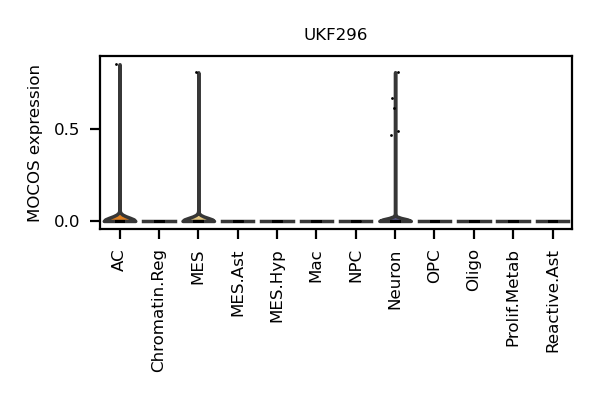 UKF296
MOCOS expression
0.5
0.0
AC
Chromatin.Reg
MES
MES.Ast
MES.Hyp
Mac
NPC
Neuron
OPC
Oligo
Prolif.Metab
Reactive.Ast